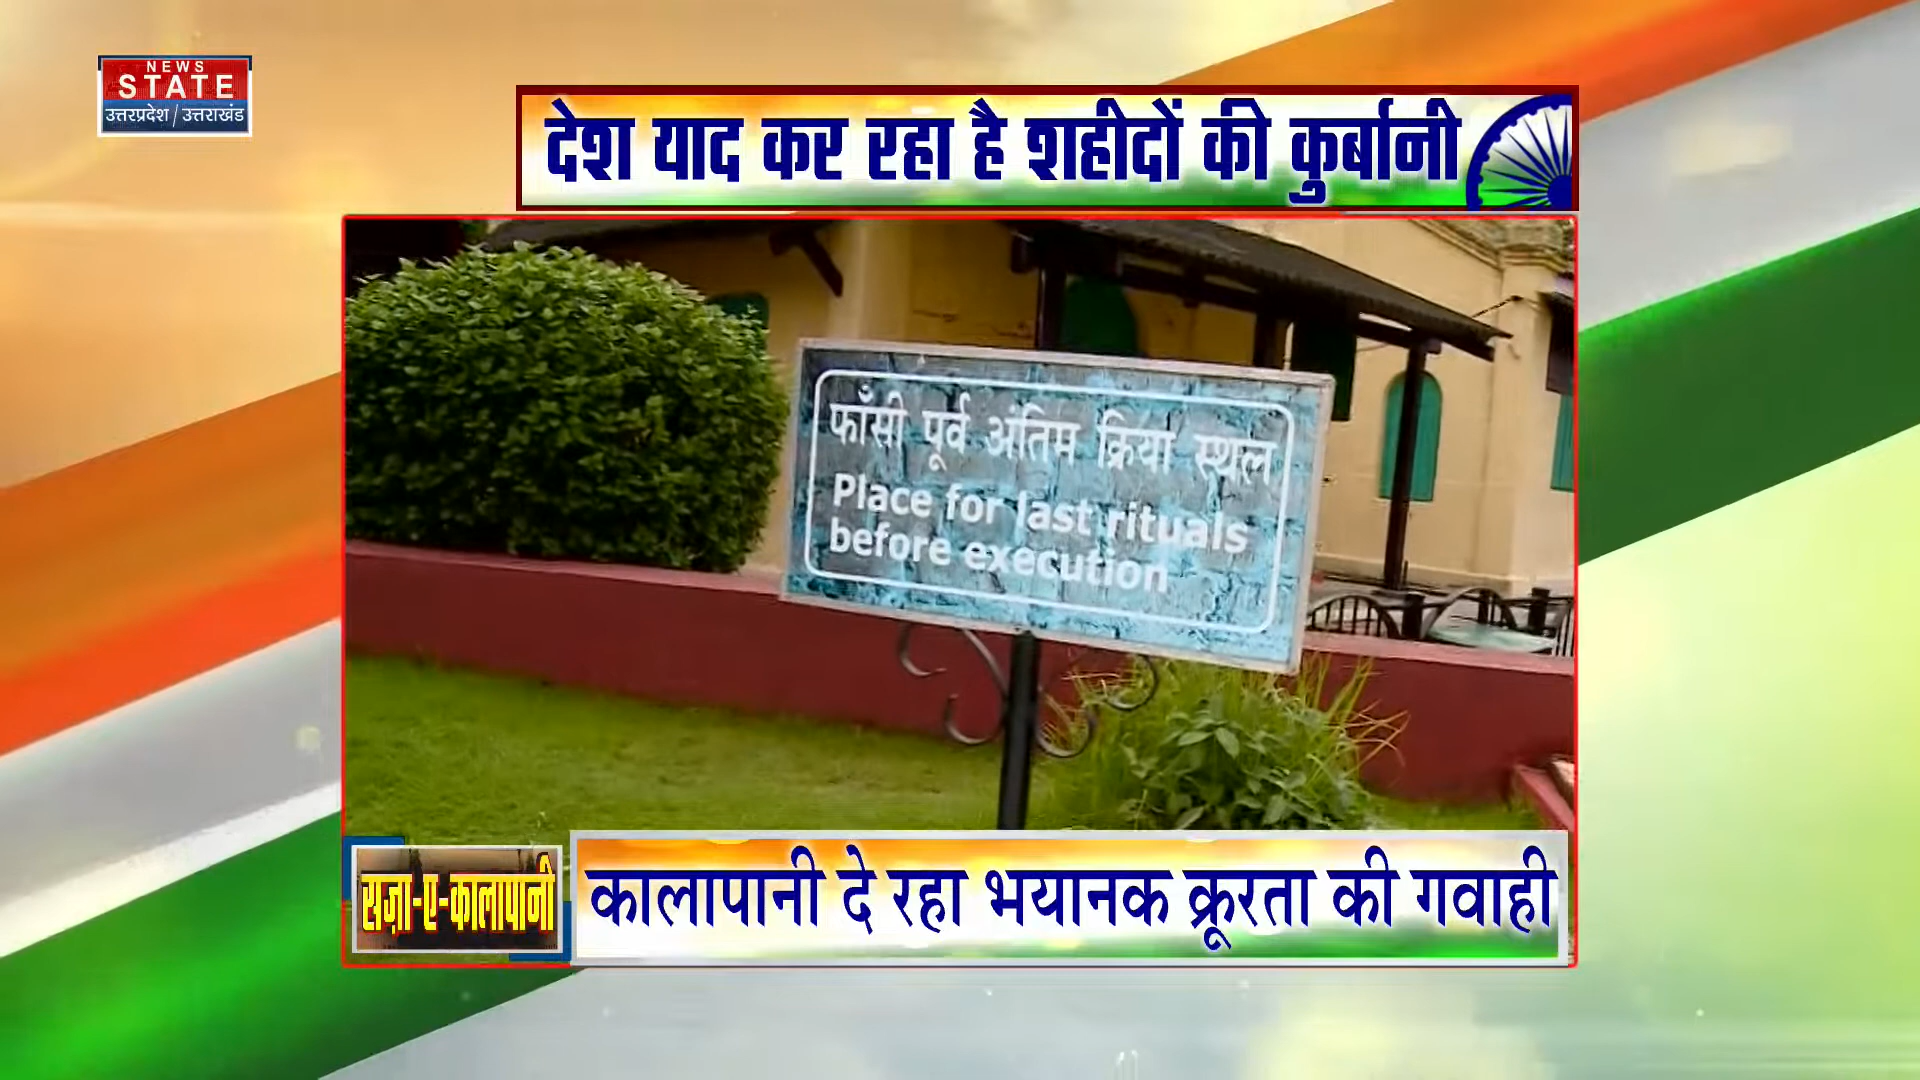 NEWS
STATE
उत्तरप्रदेश / उत्तराखंड
देश याद कर रहा है शहीदों की कुर्बानी
फाँसी पूर्व अंतिम क्रिया स्थल
Place for last rituals
before execution
सज़ा-ए-कालापानी
कालापानी दे रहा भयानक क्रूरता की गवाही